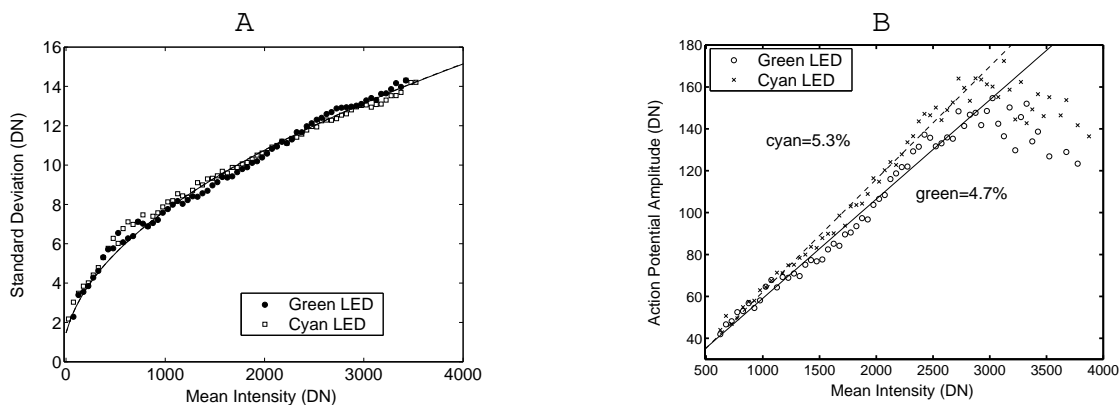 A
Standard Deviation (DN)
16
14
12
10
8
6
4
2
0
Green LED
Cyan LED
0
1000
2000
3000
4000
Mean Intensity (DN)
B
Action Potential Amplitude (DN)
180
160
140
120
100
80
60
40
Green LED
Cyan LED
cyan=5.3%
green=4.7%
500
1000
1500
2000
2500
3000
3500
4000
Mean Intensity (DN)